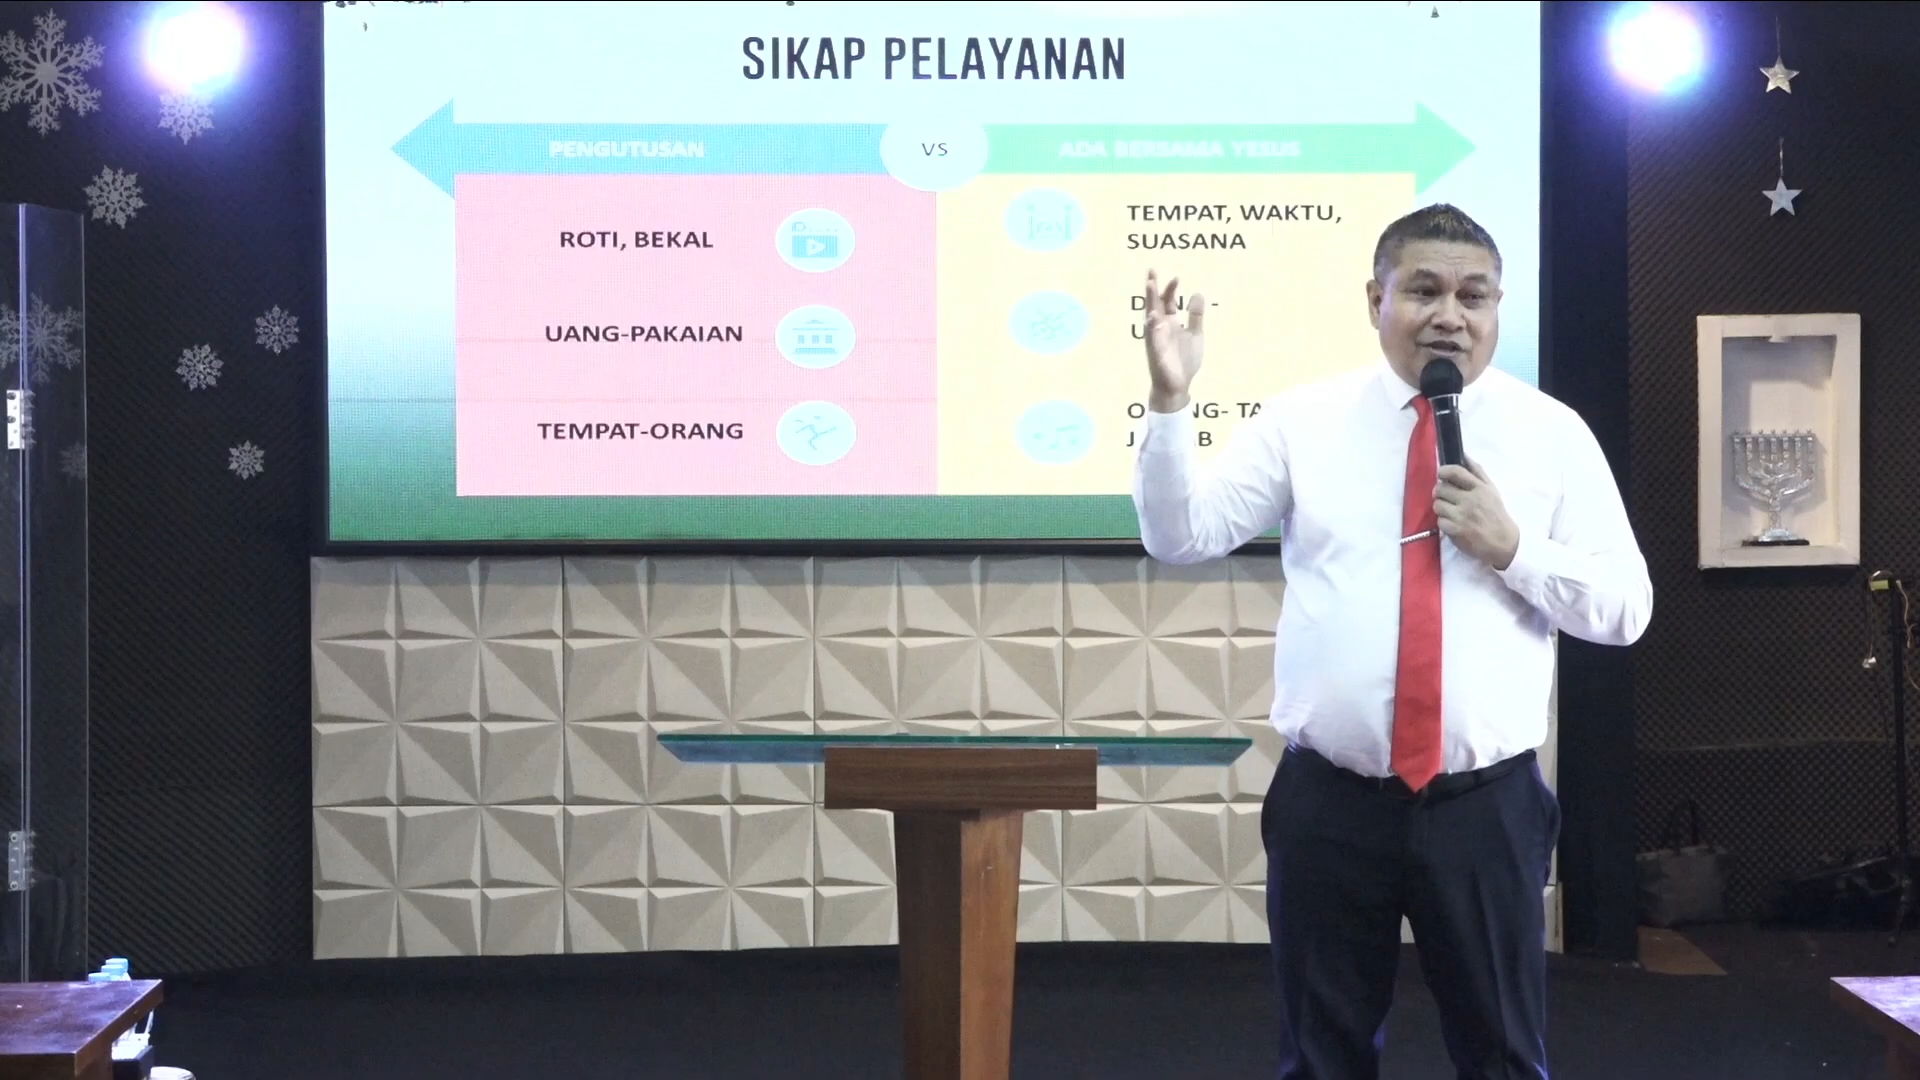 SIKAP PELAYANAN
PENGUTUSAN
VS
ADA BERSAMA YESUS
ROTI, BEKAL
UANG-PAKAIAN
TEMPAT-ORANG
TEMPAT, WAKTU,
SUASANA